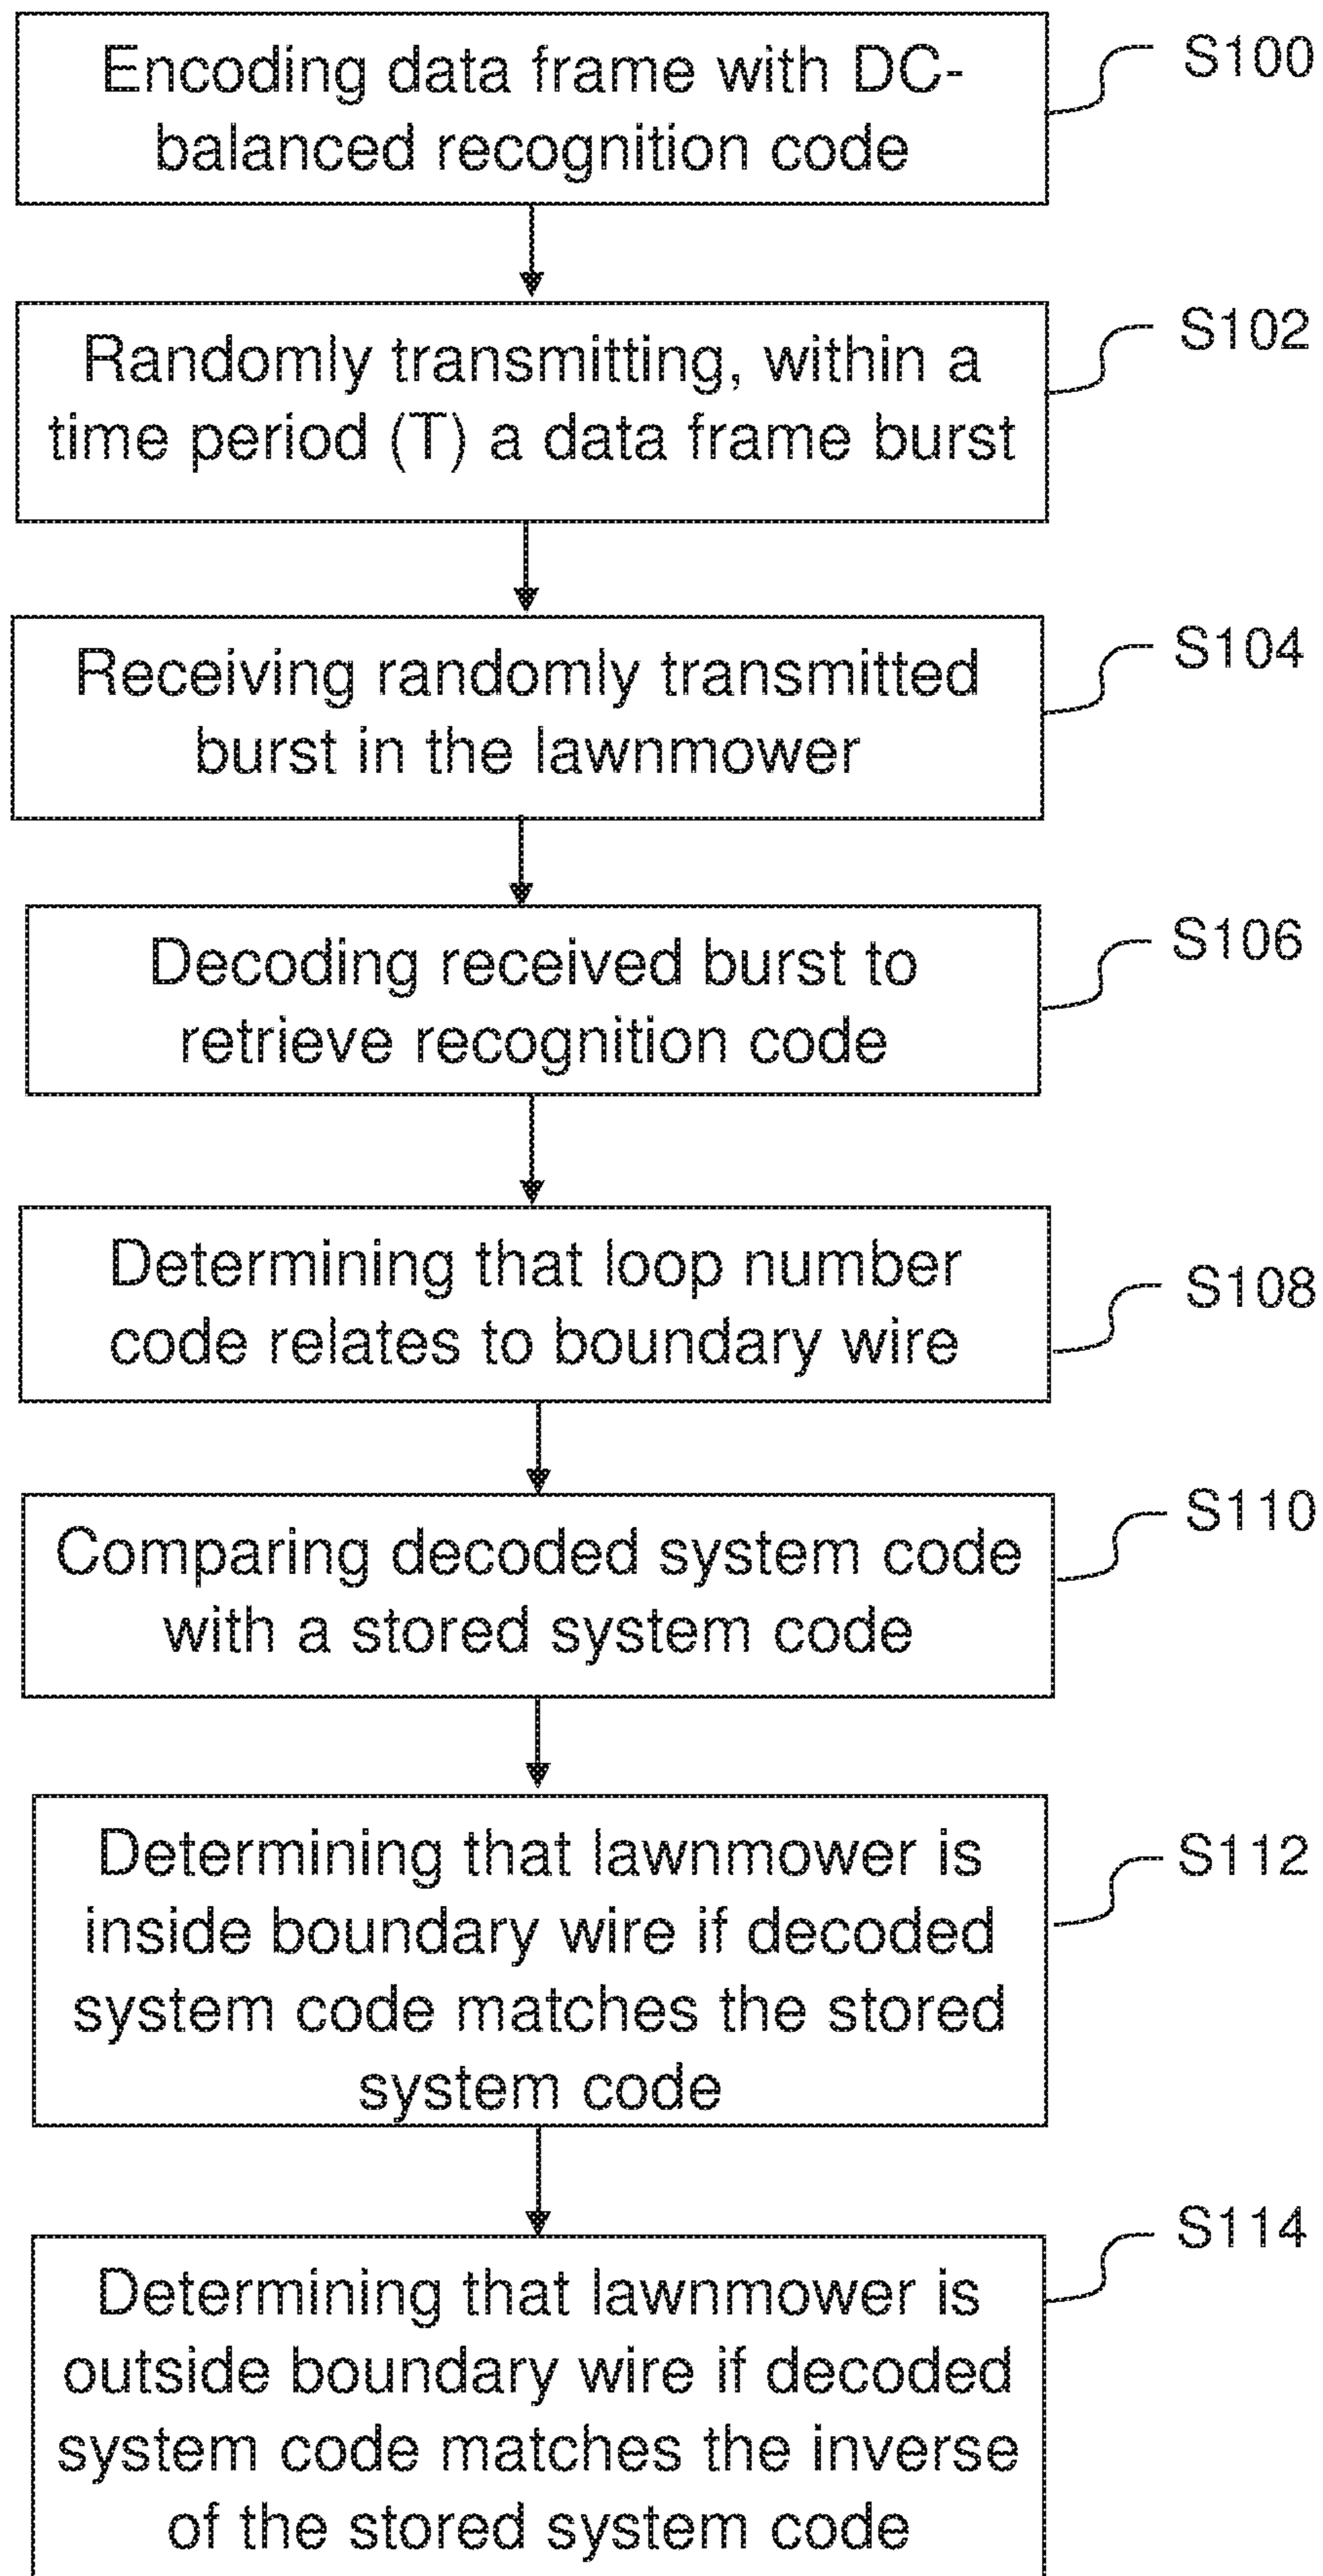 Encoding data frame with DC-
balanced recognition code
S100
Randomly transmitting, within a
time period (T) a data frame burst
S102
Receiving randomly transmitted
burst in the lawnmower
S104
Decoding received burst to
retrieve recognition code
S106
Determining that loop number
code relates to boundary wire
S108
Comparing decoded system code
with a stored system code
S110
Determining that lawnmower is
inside boundary wire if decoded
system code matches the stored
system code
S112
Determining that lawnmower is
outside boundary wire if decoded
system code matches the inverse
of the stored system code
S114